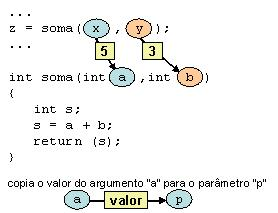 ...
z = soma( x , y );
...
5 3
int soma(int a ,int b )
{
int s;
s = a + b;
return (s);
}
copia o valor do argumento "a" para o parâmetro "p"
a valor p